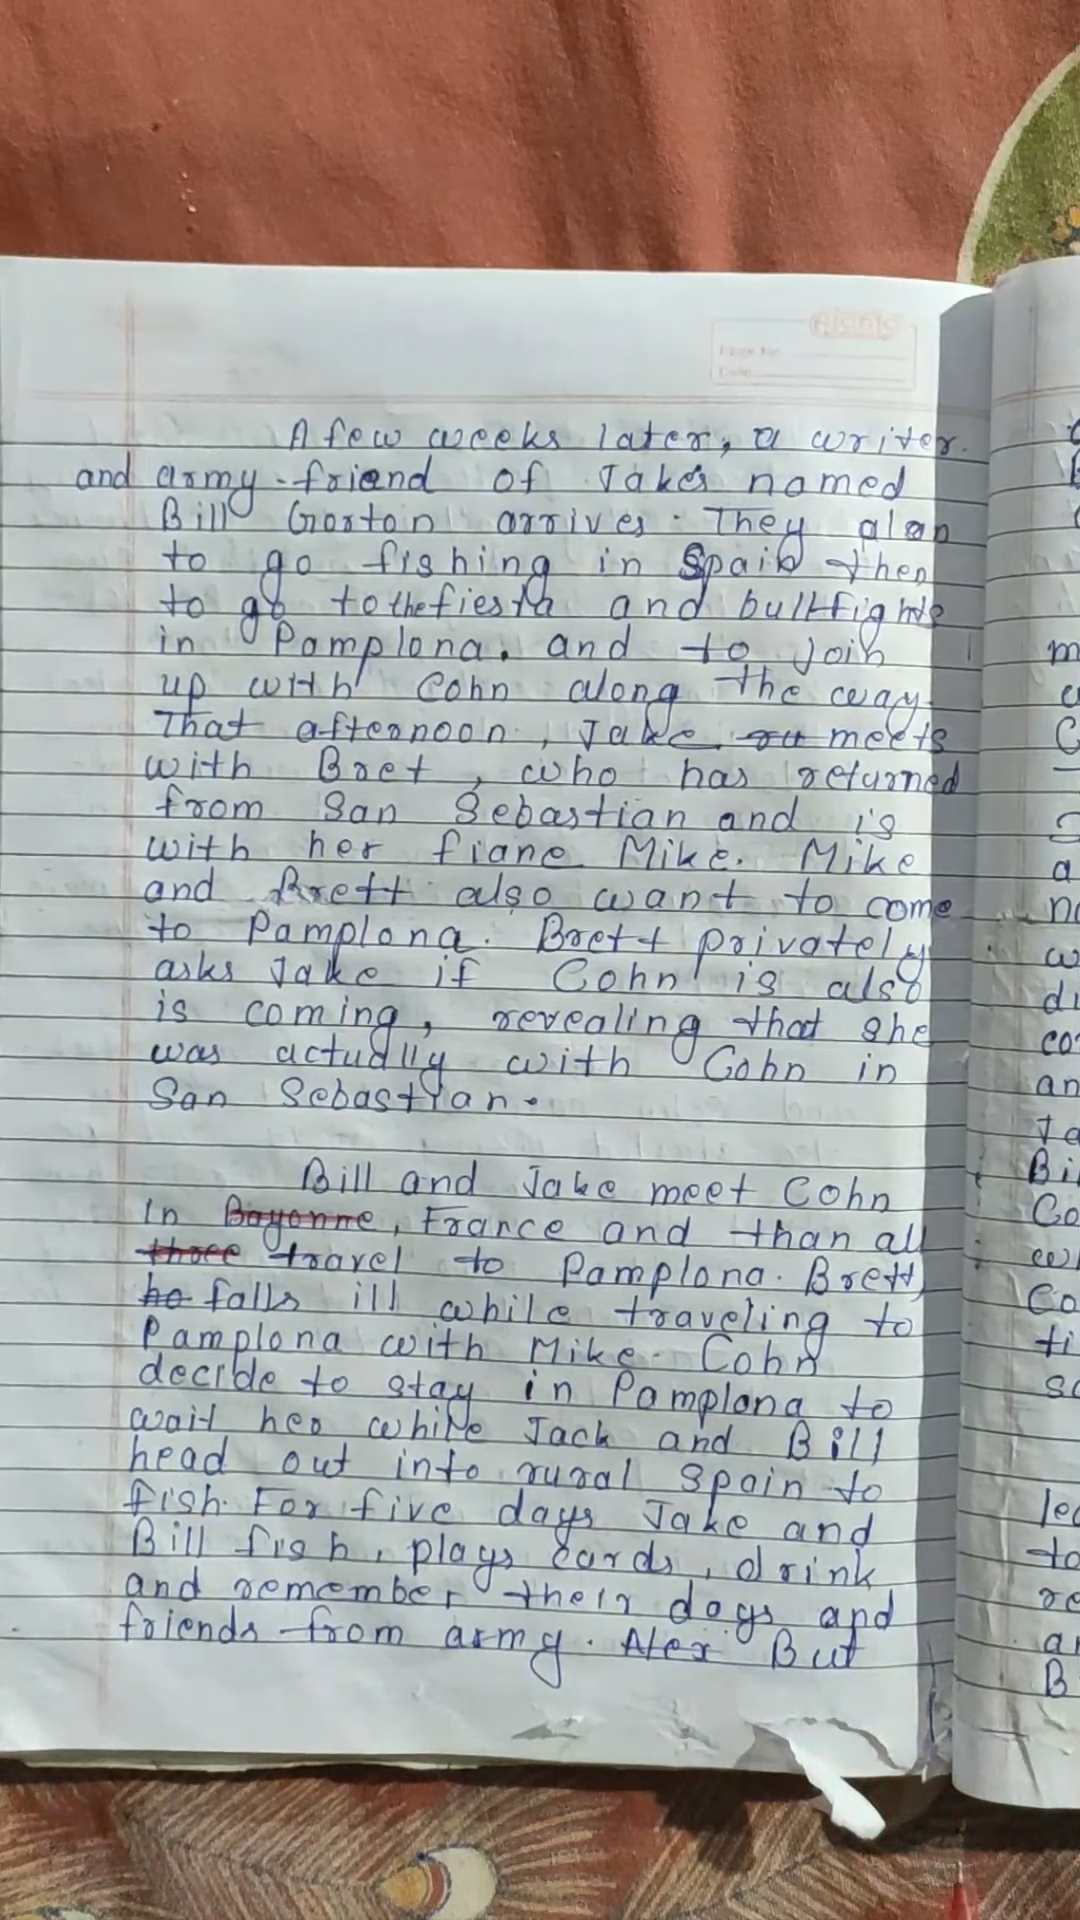 Page No.
Date
A few weeks later, a writer.
and army-friend of Jake's named
Bill Gorton arrives. They plan
to go fishing in Spain then
to go to the fiesta and bullfights
in Pamplona. and to join
up with Cohn along the way.
That afternoon, Jake meets
with Bret, who has returned
from San Sebastian and is
with her fiane Mike. Mike
and Brett also want to come
to Pamplona. Brett privately
asks Jake if Cohn is also
is coming, revealing that she
was actually with Cohn in
San Sebastian.
Bill and Jake meet Cohn
In Bayonne, France and than all
three travel to Pamplona. Brett,
he falls ill while traveling to
Pamplona with Mike. Cohn
decide to stay in Pamplona to
wait her while Jack and Bill
head out into rural Spain to
fish. For five days Jake and
Bill fish, plays cards, drink
and remember their days and
friends from army. But